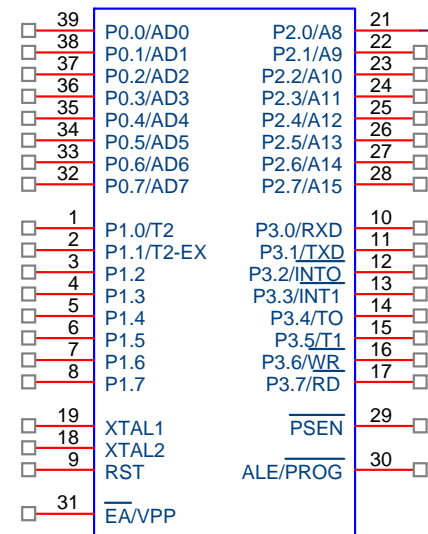 39 P0.0/AD0 P2.0/A8 21
38 P0.1/AD1 P2.1/A9 22
37 P0.2/AD2 P2.2/A10 23
36 P0.3/AD3 P2.3/A11 24
35 P0.4/AD4 P2.4/A12 25
34 P0.5/AD5 P2.5/A13 26
33 P0.6/AD6 P2.6/A14 27
32 P0.7/AD7 P2.7/A15 28
1 P1.0/T2 P3.0/RXD 10
2 P1.1/T2-EX P3.1/TXD 11
3 P1.2 P3.2/INTO 12
4 P1.3 P3.3/INT1 13
5 P1.4 P3.4/TO 14
6 P1.5 P3.5/T1 15
7 P1.6 P3.6/WR 16
8 P1.7 P3.7/RD 17
19 XTAL1 PSEN 29
18 XTAL2
9 RST ALE/PROG 30
31 EA/VPP